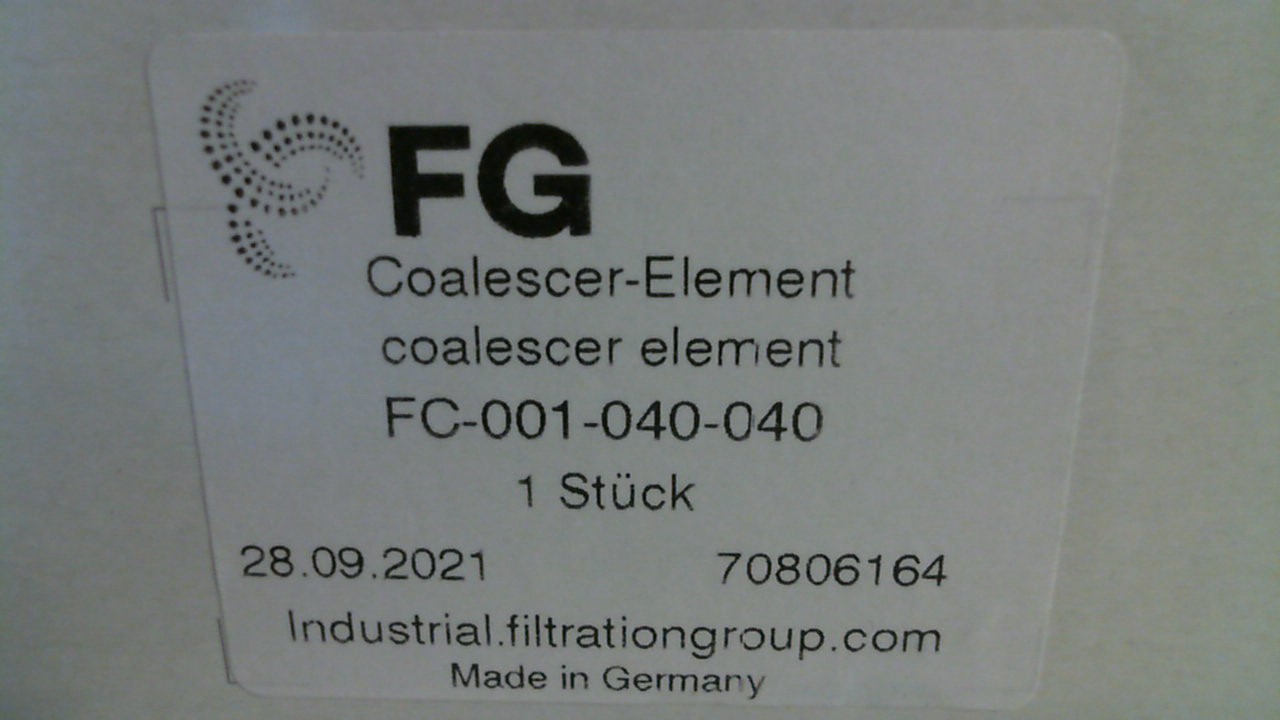 FG
Coalescer-Element
coalescer element
FC-001-040-040
1 Stück
28.09.2021 70806164
Industrial.filtrationgroup.com
Made in Germany